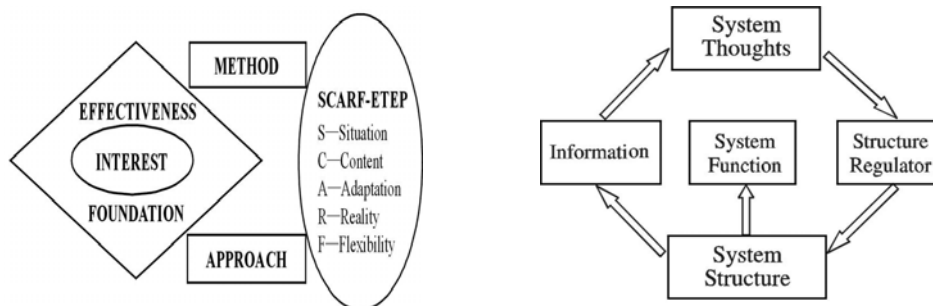 METHOD
EFFECTIVENESS
INTEREST
FOUNDATION
APPROACH
SCARF-ETEP
S—Situation
C—Content
A—Adaptation
R—Reality
F—Flexibility
System
Thoughts
Information
System
Function
Structure
Regulator
System
Structure